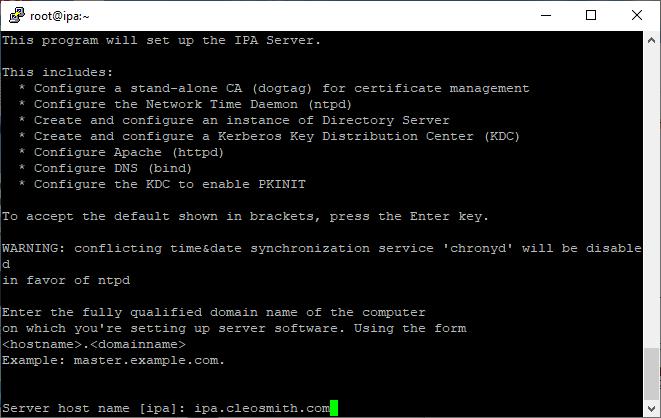 root@ipa:~
This program will set up the IPA Server.
This includes:
* Configure a stand-alone CA (dogtag) for certificate management
* Configure the Network Time Daemon (ntpd)
* Create and configure an instance of Directory Server
* Create and configure a Kerberos Key Distribution Center (KDC)
* Configure Apache (httpd)
* Configure DNS (bind)
* Configure the KDC to enable PKINIT
To accept the default shown in brackets, press the Enter key.
WARNING: conflicting time&date synchronization service 'chronyd' will be disable
d
in favor of ntpd
Enter the fully qualified domain name of the computer
on which you're setting up server software. Using the form
<hostname>.<domainname>
Example: master.example.com.
Server host name [ipa]: ipa.cleosmith.com